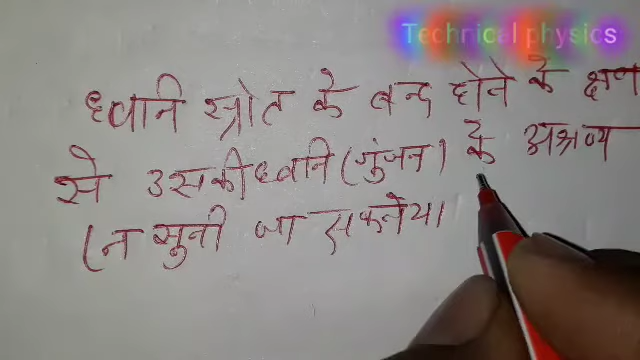 Technical physics
ध्वनि स्रोत के बन्द होने के क्षण
से उसकी ध्वनि (गुंजन) के अश्रव्य
(न सुनी जा सकने या